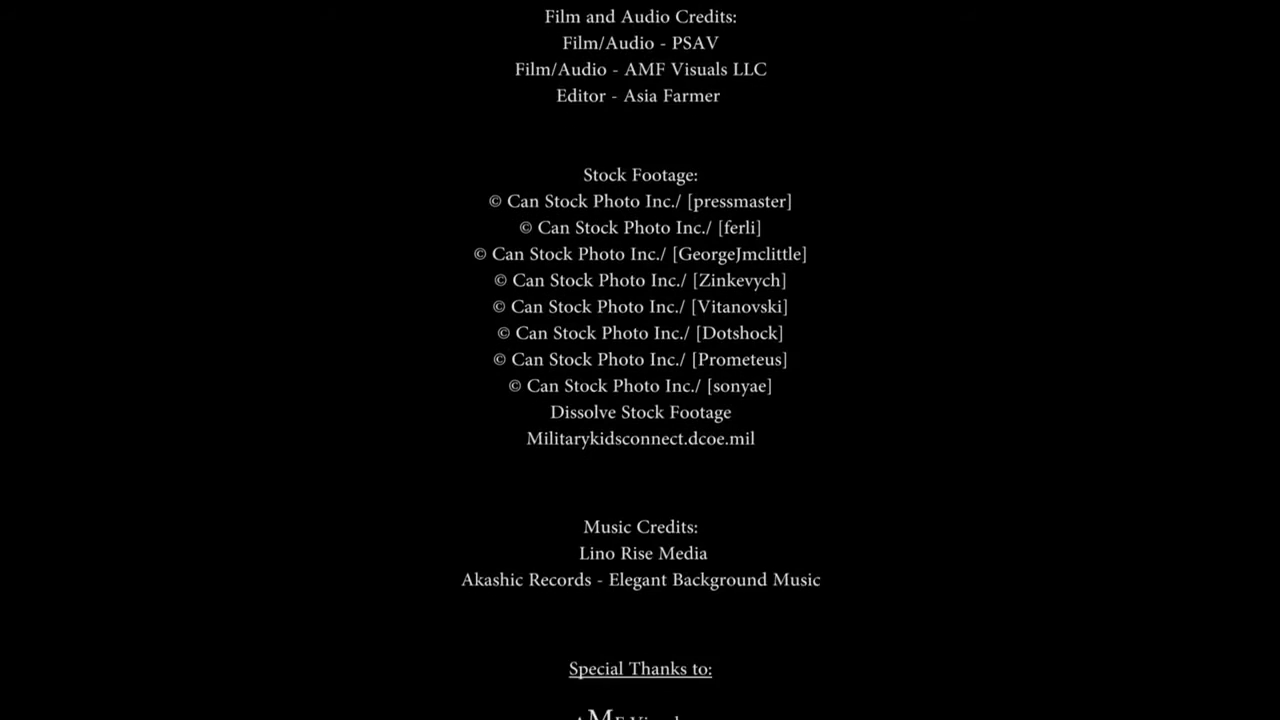 Film and Audio Credits:
Film/Audio - PSAV
Film/Audio - AMF Visuals LLC
Editor - Asia Farmer
Stock Footage:
© Can Stock Photo Inc./ [pressmaster]
© Can Stock Photo Inc./ [ferli]
© Can Stock Photo Inc./ [GeorgeJmclittle]
© Can Stock Photo Inc./ [Zinkevych]
© Can Stock Photo Inc./ [Vitanovski]
© Can Stock Photo Inc./ [Dotshock]
© Can Stock Photo Inc./ [Prometeus]
© Can Stock Photo Inc./ [sonyae]
Dissolve Stock Footage
Militarykidsconnect.dcoe.mil
Music Credits:
Lino Rise Media
Akashic Records - Elegant Background Music
Special Thanks to: